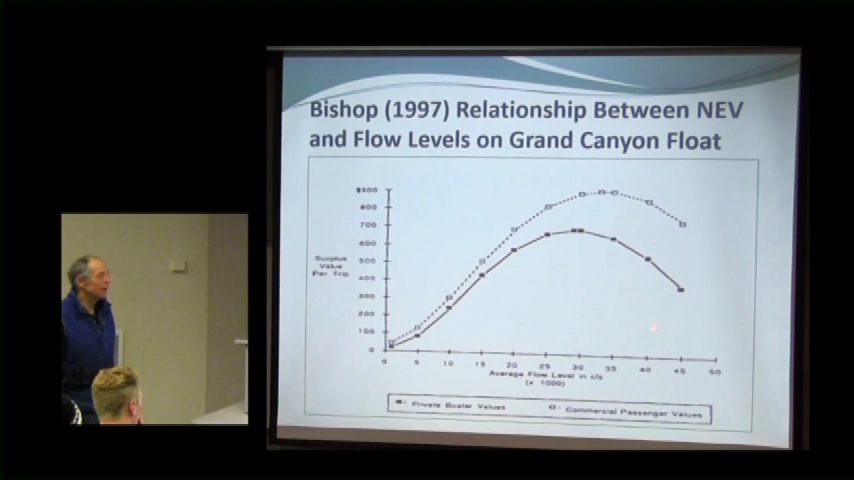 Bishop (1997) Relationship Between NEV
and Flow Levels on Grand Canyon Float
$900
800
700
600
500
400
300
200
100
0
Surplus
Value
Per Trip
0 5 10 15 20 25 30 35 40 45 50
Average Flow Level in cfs
(x 1000)
Private Boater Values
Commercial Passenger Values